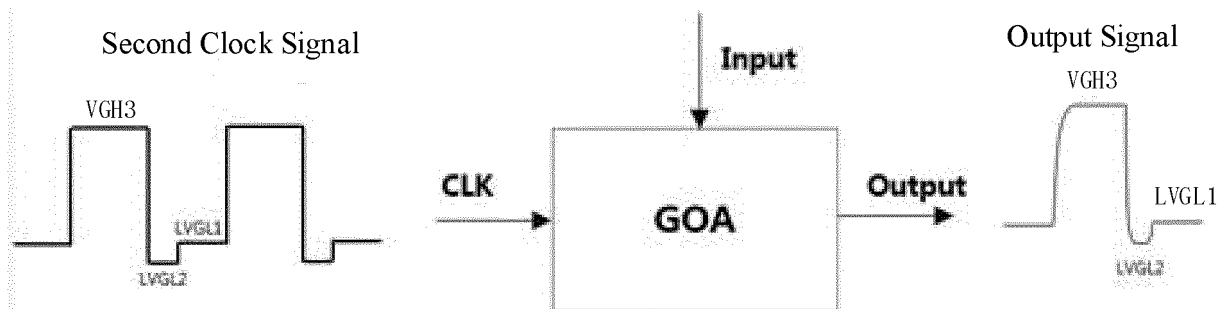 Second Clock Signal
VGH3
LVGL1
LVGL2
Input
CLK
GOA
Output
Output Signal
VGH3
LVGL1
LVGL2